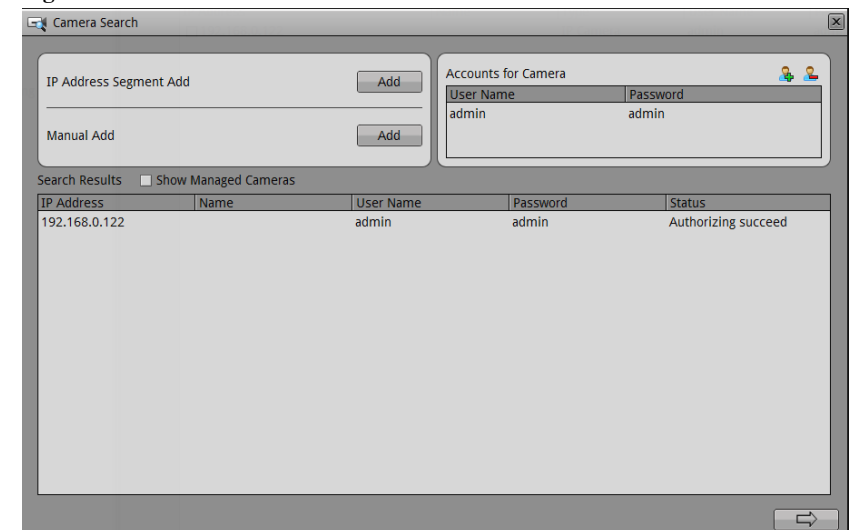 Camera Search
IP Address Segment Add
Add
Manual Add
Add
Accounts for Camera
User Name Password
admin admin
Search Results Show Managed Cameras
IP Address Name User Name Password Status
192.168.0.122 admin admin Authorizing succeed